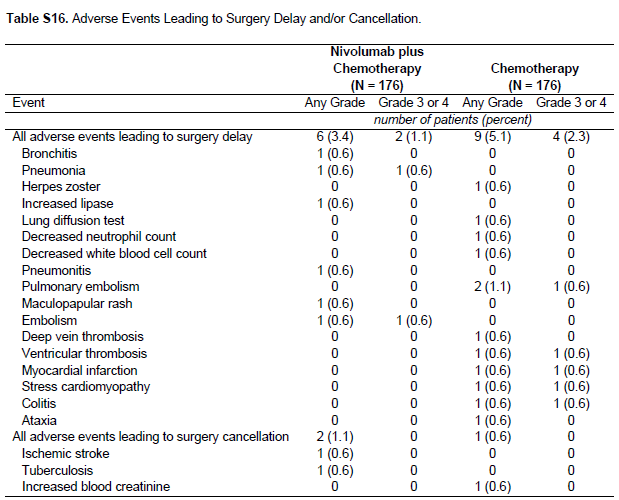 Table S16. Adverse Events Leading to Surgery Delay and/or Cancellation.
Nivolumab plus
Chemotherapy Chemotherapy
(N = 176) (N = 176)
Event Any Grade Grade 3 or 4 Any Grade Grade 3 or 4
number of patients (percent)
All adverse events leading to surgery delay 6 (3.4) 2 (1.1) 9 (5.1) 4 (2.3)
Bronchitis 1 (0.6) 0 0 0
Pneumonia 1 (0.6) 1 (0.6) 0 0
Herpes zoster 0 0 1 (0.6) 0
Increased lipase 1 (0.6) 0 0 0
Lung diffusion test 0 0 1 (0.6) 0
Decreased neutrophil count 0 0 1 (0.6) 0
Decreased white blood cell count 0 0 1 (0.6) 0
Pneumonitis 1 (0.6) 0 0 0
Pulmonary embolism 0 0 2 (1.1) 1 (0.6)
Maculopapular rash 1 (0.6) 0 0 0
Embolism 1 (0.6) 1 (0.6) 0 0
Deep vein thrombosis 0 0 1 (0.6) 0
Ventricular thrombosis 0 0 1 (0.6) 1 (0.6)
Myocardial infarction 0 0 1 (0.6) 1 (0.6)
Stress cardiomyopathy 0 0 1 (0.6) 1 (0.6)
Colitis 0 0 1 (0.6) 1 (0.6)
Ataxia 0 0 1 (0.6) 0
All adverse events leading to surgery cancellation 2 (1.1) 0 1 (0.6) 0
Ischemic stroke 1 (0.6) 0 0 0
Tuberculosis 1 (0.6) 0 0 0
Increased blood creatinine 0 0 1 (0.6) 0